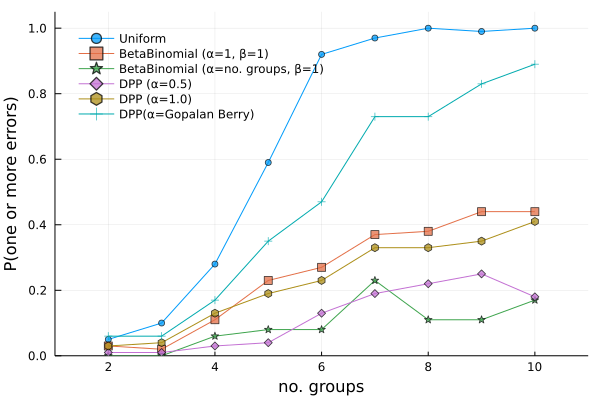 P(one or more errors)
1.0
0.8
0.6
0.4
0.2
0.0
Uniform
BetaBinomial (α=1, β=1)
BetaBinomial (α=no. groups, β=1)
DPP (α=0.5)
DPP (α=1.0)
DPP(α=Gopalan Berry)
2 4 6 8 10
no. groups